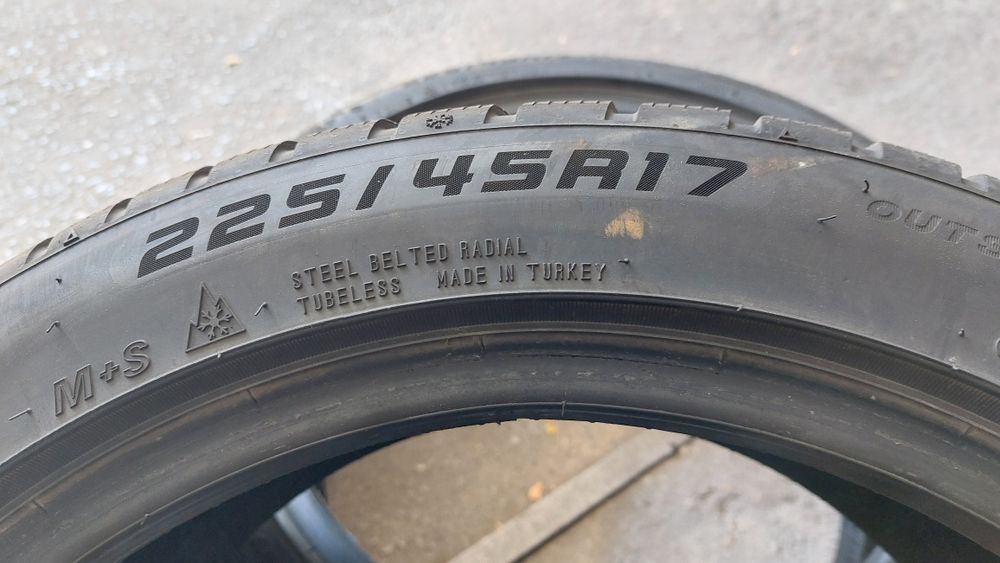 225/45R17
STEEL BELTED RADIAL
TUBELESS MADE IN TURKEY
M+S